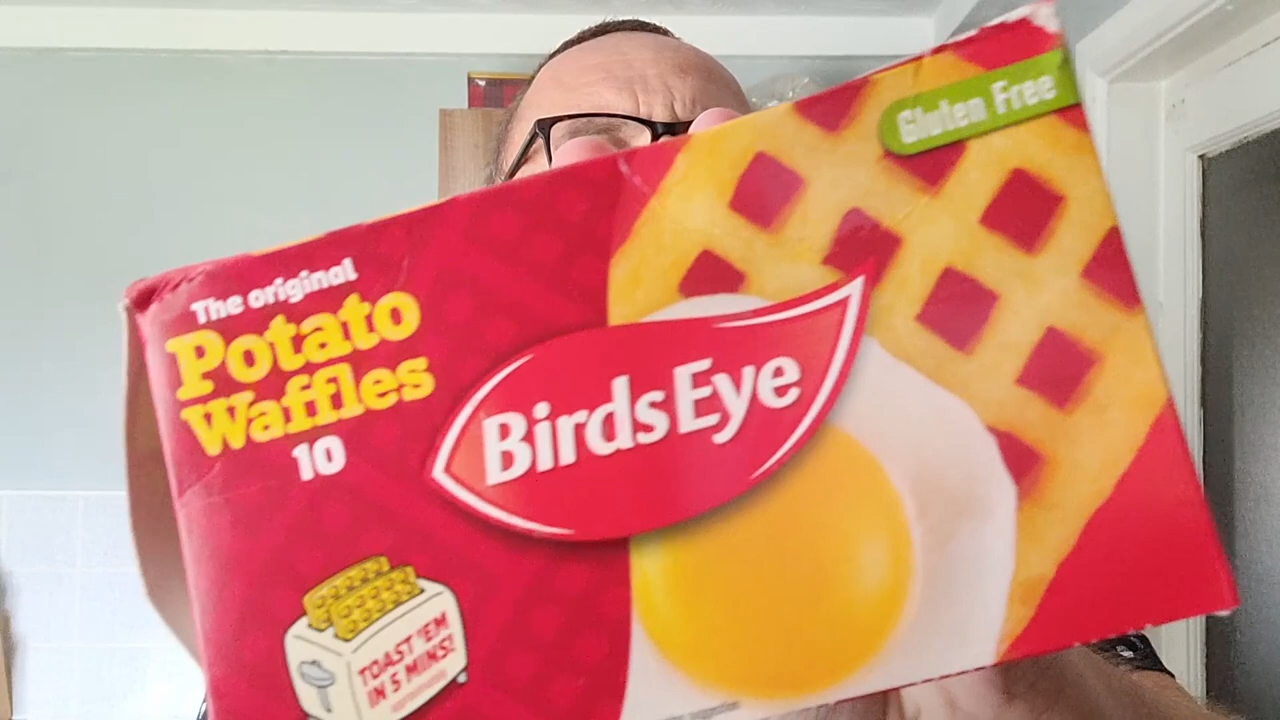 Gluten Free
The original
Potato
Waffles
10
BirdsEye
TOAST 'EM
IN 5 MINS!